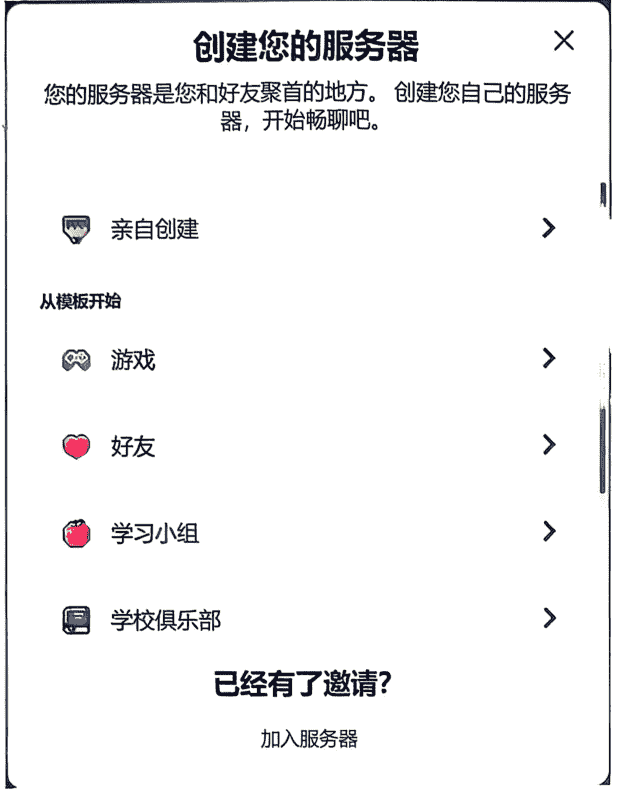 创建您的服务器
您的服务器是您和好友聚首的地方。 创建您自己的服务
器，开始畅聊吧。
亲自创建
从模板开始
游戏
好友
学习小组
学校俱乐部
已经有了邀请？
加入服务器